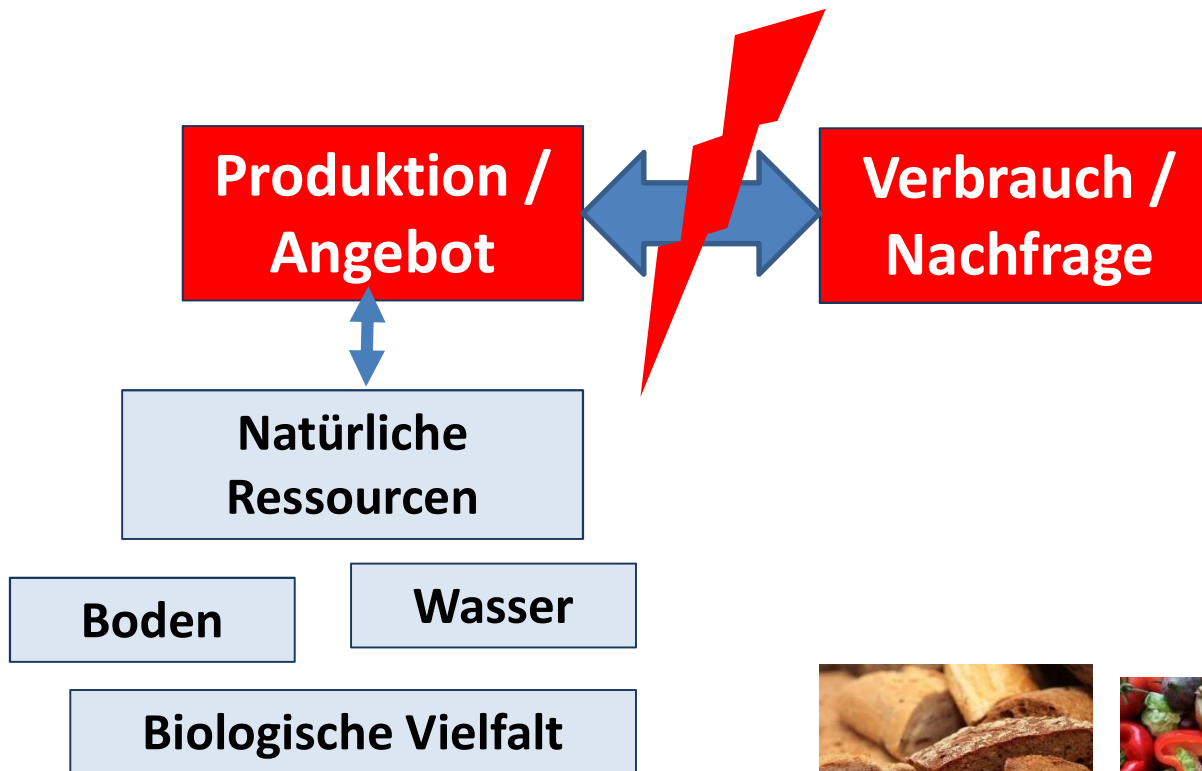 Produktion /
Angebot
Verbrauch /
Nachfrage
Natürliche
Ressourcen
Boden
Wasser
Biologische Vielfalt